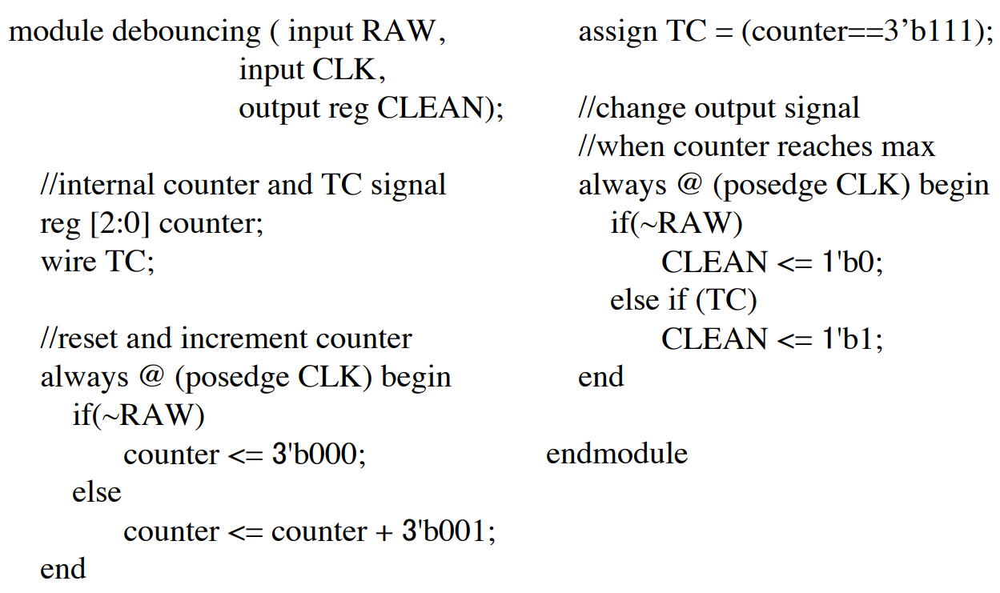 module debouncing ( input RAW,
input CLK,
output reg CLEAN);
//internal counter and TC signal
reg [2:0] counter;
wire TC;
//reset and increment counter
always @ (posedge CLK) begin
if(~RAW)
counter <= 3'b000;
else
counter <= counter + 3'b001;
end
assign TC = (counter==3’b111);
//change output signal
//when counter reaches max
always @ (posedge CLK) begin
if(~RAW)
CLEAN <= 1'b0;
else if (TC)
CLEAN <= 1'b1;
end
endmodule